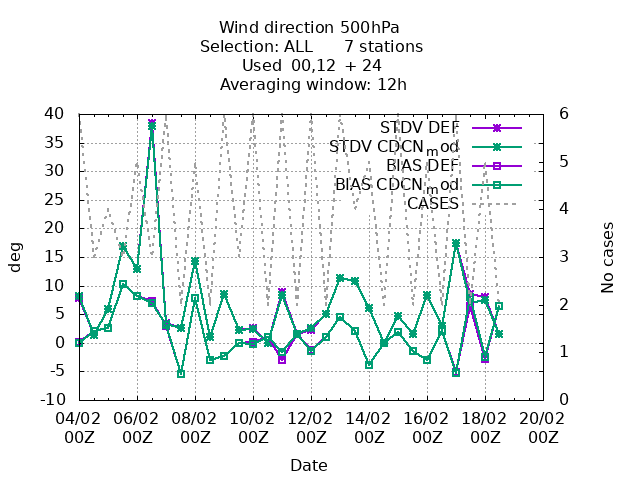 Wind direction 500hPa
Selection: ALL 7 stations
Used 00,12 + 24
Averaging window: 12h
40
35
30
25
20
15
10
5
0
-5
-10
deg
6
5
4
3
2
1
0
No cases
STDV DEF
STDV CDCN_mod
BIAS DEF
BIAS CDCN_mod
CASES
04/02 06/02 08/02 10/02 12/02 14/02 16/02 18/02 20/02
00Z 00Z 00Z 00Z 00Z 00Z 00Z 00Z 00Z
Date